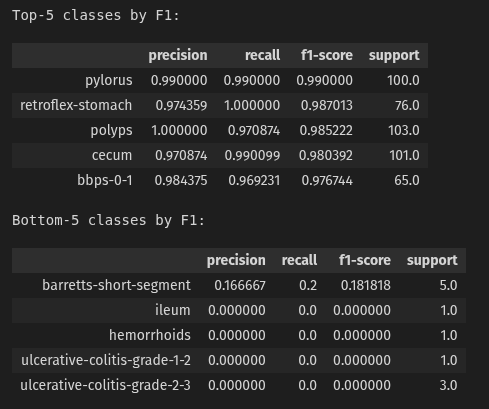 Top-5 classes by F1:
precision recall f1-score support
pylorus 0.990000 0.990000 0.990000 100.0
retroflex-stomach 0.974359 1.000000 0.987013 76.0
polyps 1.000000 0.970874 0.985222 103.0
cecum 0.970874 0.990099 0.980392 101.0
bbps-0-1 0.984375 0.969231 0.976744 65.0
Bottom-5 classes by F1:
precision recall f1-score support
barretts-short-segment 0.166667 0.2 0.181818 5.0
ileum 0.000000 0.0 0.000000 1.0
hemorrhoids 0.000000 0.0 0.000000 1.0
ulcerative-colitis-grade-1-2 0.000000 0.0 0.000000 1.0
ulcerative-colitis-grade-2-3 0.000000 0.0 0.000000 3.0